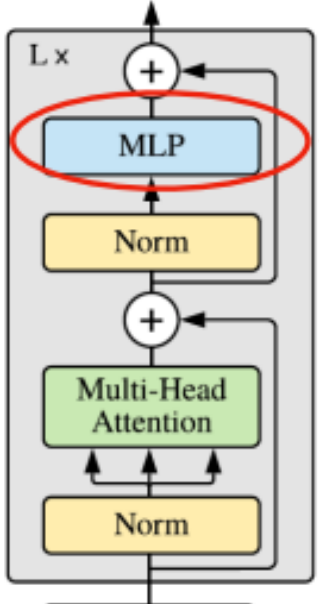 L ×
+
MLP
Norm
+
Multi-Head
Attention
Norm